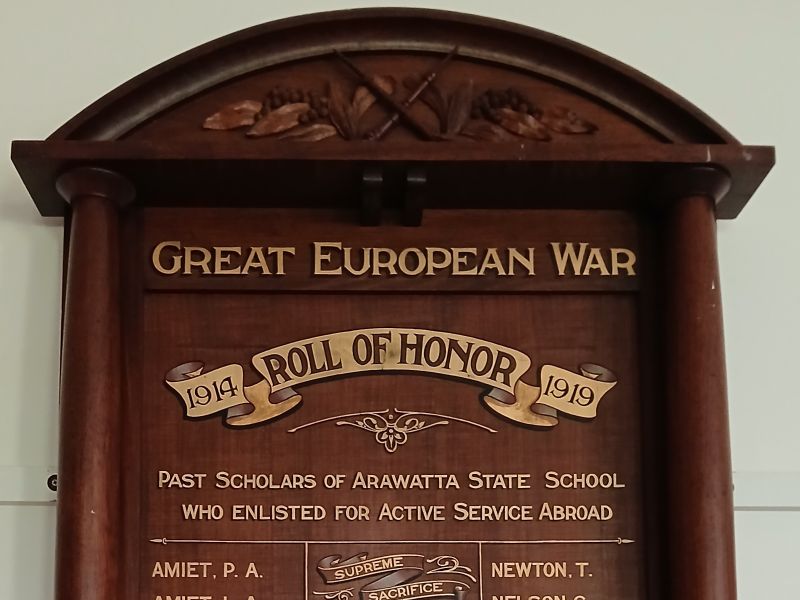 GREAT EUROPEAN WAR
ROLL OF HONOR
1914 1919
PAST SCHOLARS OF ARAWATTA STATE SCHOOL
WHO ENLISTED FOR ACTIVE SERVICE ABROAD
AMIET, P. A.
SUPREME
SACRIFICE
NEWTON, T.